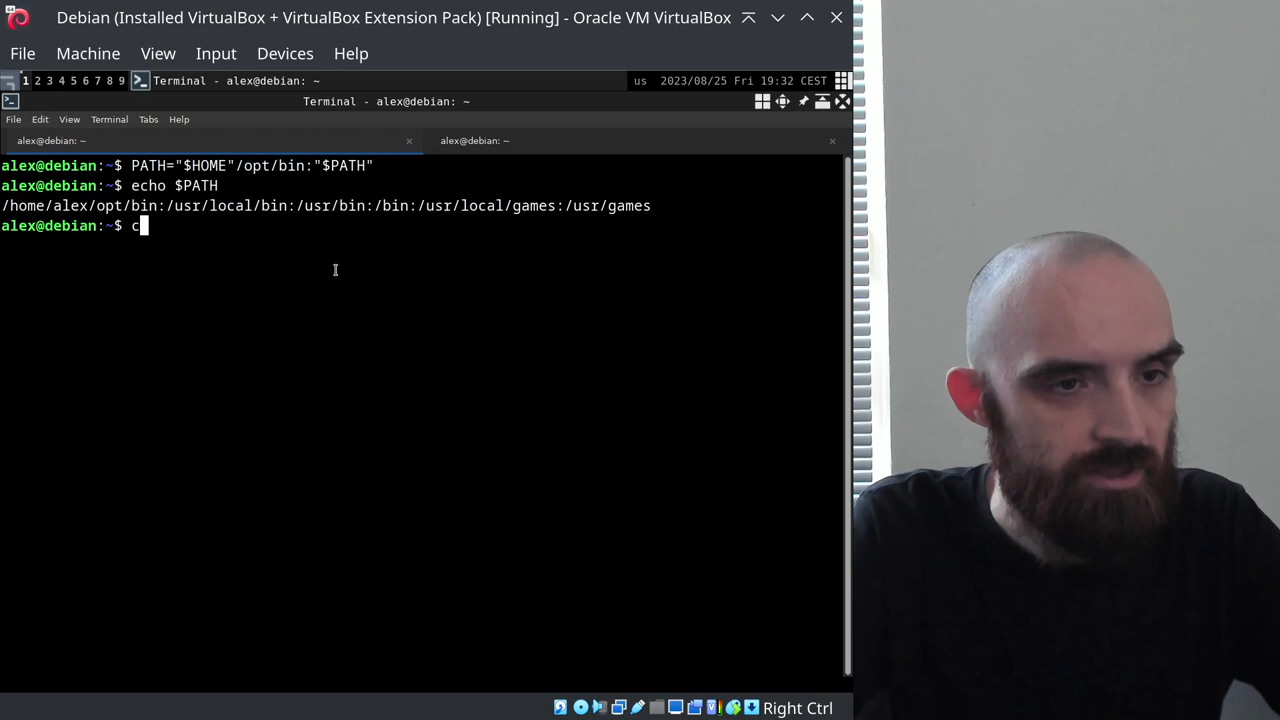 Debian (Installed VirtualBox + VirtualBox Extension Pack) [Running] - Oracle VM VirtualBox
File Machine View Input Devices Help
1 2 3 4 5 6 7 8 9 Terminal - alex@debian: ~ us 2023/08/25 Fri 19:32 CEST
Terminal - alex@debian: ~
File Edit View Terminal Tabs Help
alex@debian: ~ × alex@debian: ~ ×
alex@debian:~$ PATH="$HOME"/opt/bin:"$PATH"
alex@debian:~$ echo $PATH
/home/alex/opt/bin:/usr/local/bin:/usr/bin:/bin:/usr/local/games:/usr/games
alex@debian:~$ c
Right Ctrl